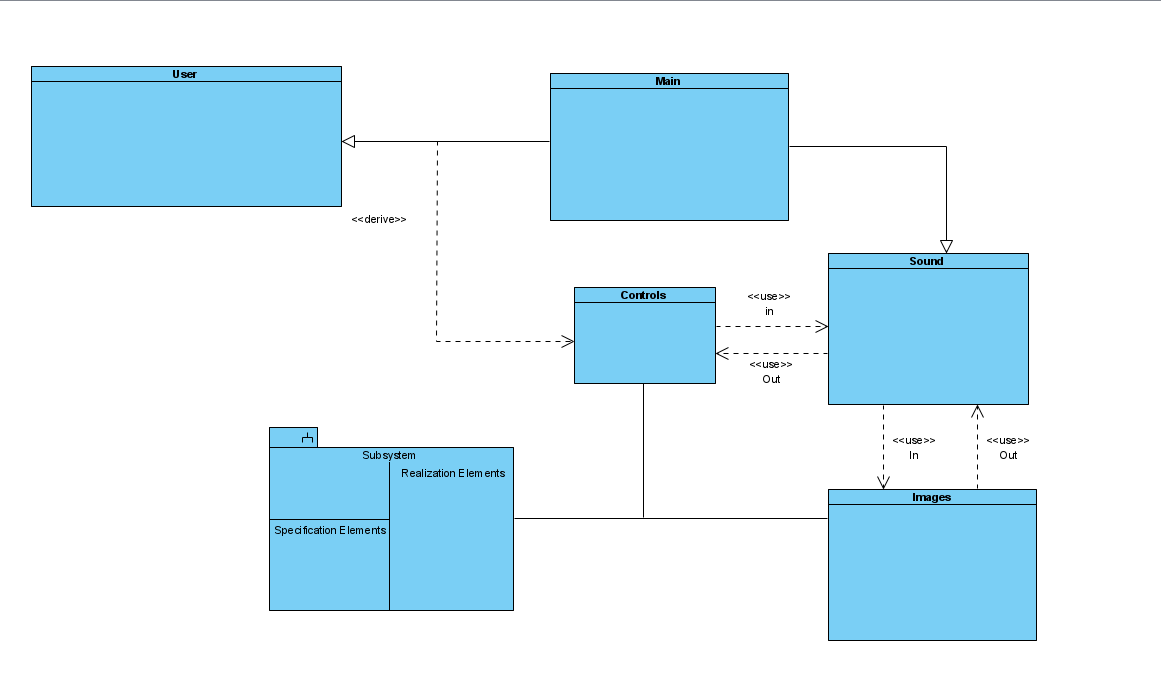 User
Main
<<derive>>
Sound
Controls
<<use>>
in
<<use>>
Out
<<use>>
In
<<use>>
Out
Subsystem
Realization Elements
Specification Elements
Images